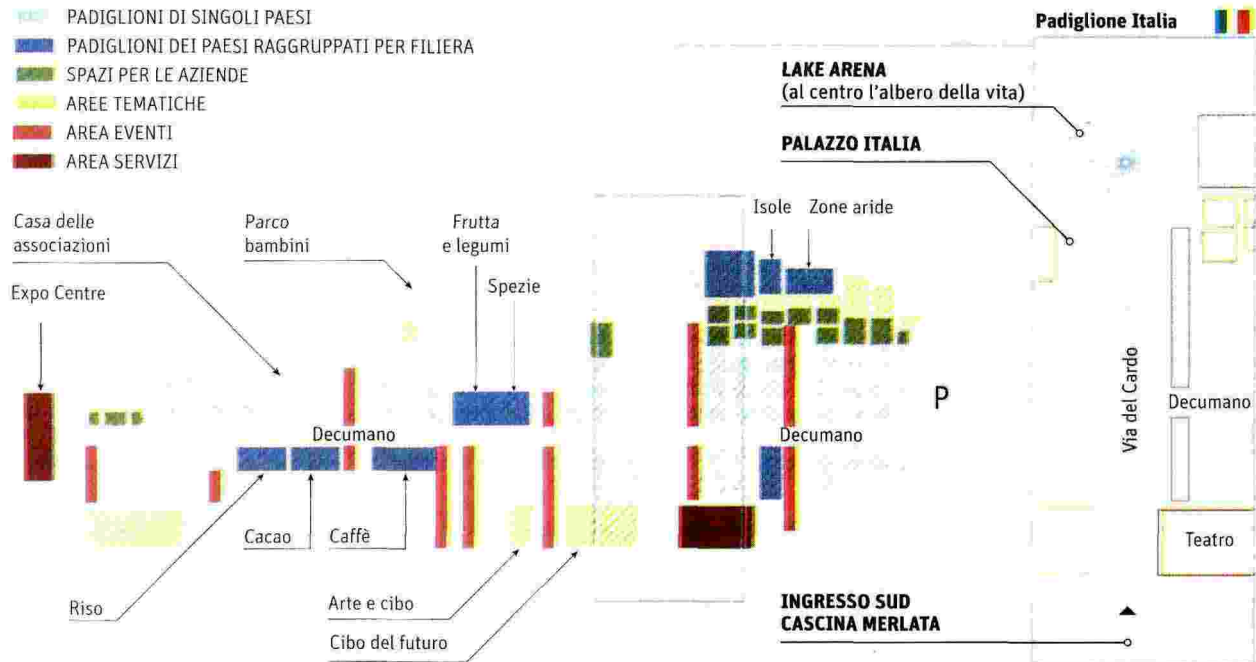 PADIGLIONI DI SINGOLI PAESI
PADIGLIONI DEI PAESI RAGGRUPPATI PER FILIERA
SPAZI PER LE AZIENDE
AREE TEMATICHE
AREA EVENTI
AREA SERVIZI
Padiglione Italia
LAKE ARENA
(al centro l'albero della vita)
PALAZZO ITALIA
Casa delle
associazioni
Expo Centre
Parco
bambini
Frutta
e legumi
Spezie
Isole
Zone aride
Decumano
Decumano
P
Via del Cardo
Decumano
Riso
Cacao
Caffè
Arte e cibo
Cibo del futuro
Teatro
INGRESSO SUD
CASCINA MERLATA